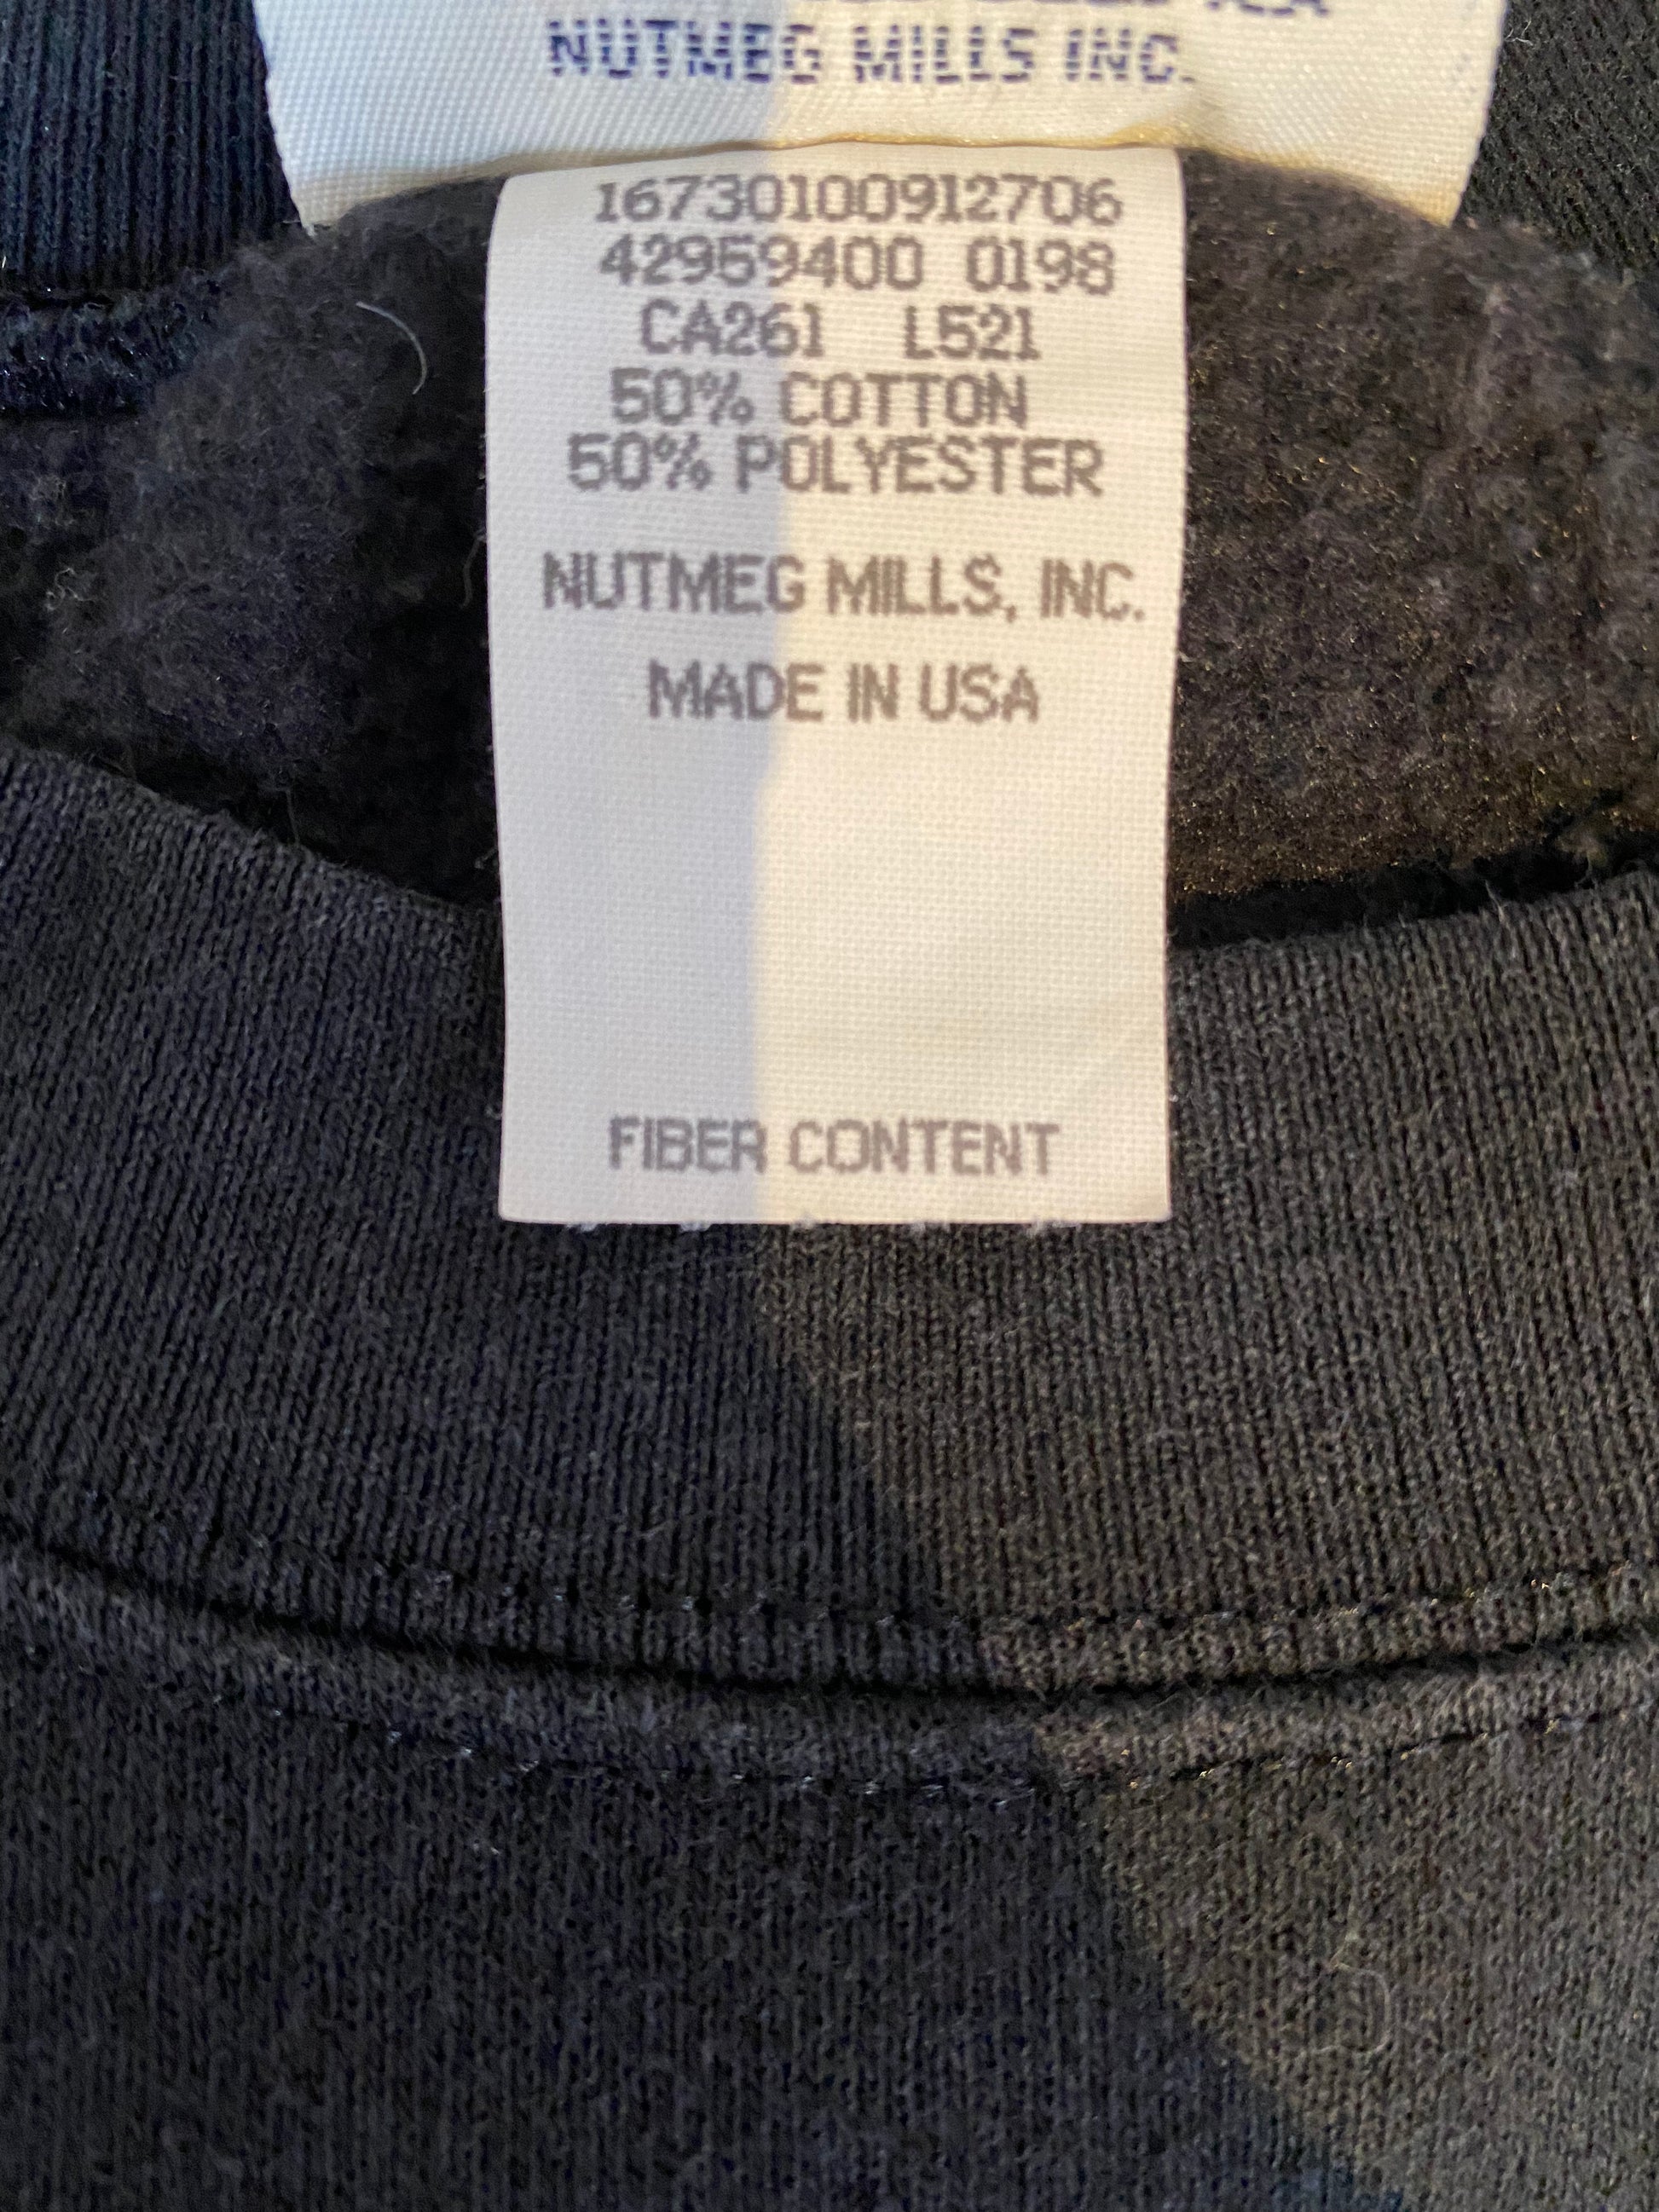 NUTMEG MILLS INC.
16730100912706
42959400 0198
CA261 L521
50% COTTON
50% POLYESTER
NUTMEG MILLS, INC.
MADE IN USA
FIBER CONTENT